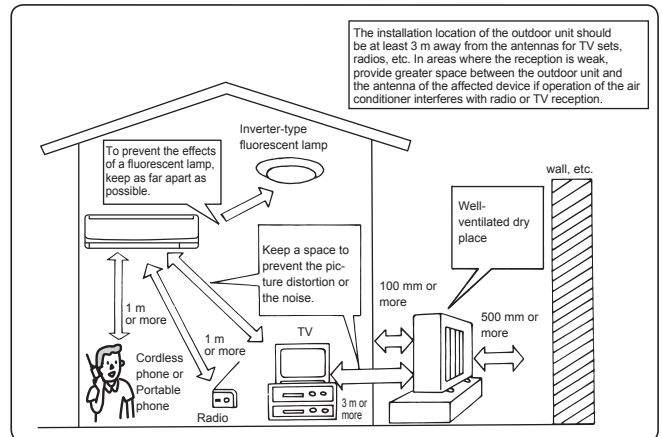 The installation location of the outdoor unit should
be at least 3 m away from the antennas for TV sets,
radios, etc. In areas where the reception is weak,
provide greater space between the outdoor unit and
the antenna of the affected device if operation of the air
conditioner interferes with radio or TV reception.
Inverter-type
fluorescent lamp
To prevent the effects
of a fluorescent lamp,
keep as far apart as
possible.
wall, etc.
Well-
ventilated dry
place
Keep a space to
prevent the pic-
ture distortion or
the noise.
100 mm or
more
500 mm or
more
1 m
or more
1 m
or more
TV
Cordless
phone or
Portable
phone
Radio
3 m or
more